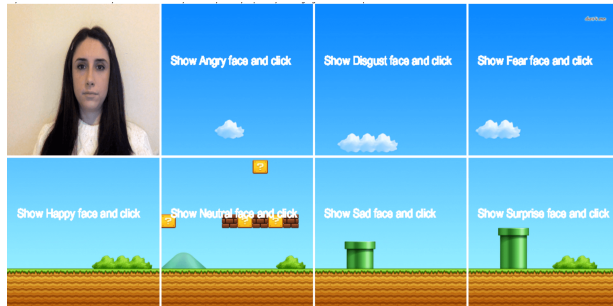 Show Angry face and click
Show Disgust face and click
Show Fear face and click
Show Happy face and click
Show Neutral face and click
Show Sad face and click
Show Surprise face and click